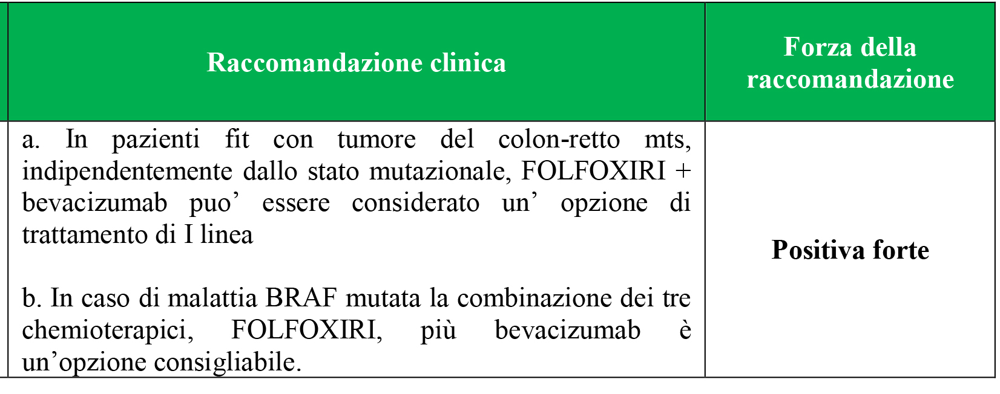 Raccomandazione clinica
Forza della
raccomandazione
a. In pazienti fit con tumore del colon-retto mts,
indipendentemente dallo stato mutazionale, FOLFOXIRI +
bevacizumab puo’ essere considerato un’ opzione di
trattamento di I linea
b. In caso di malattia BRAF mutata la combinazione dei tre
chemioterapici, FOLFOXIRI, più bevacizumab è
un’opzione consigliabile.
Positiva forte